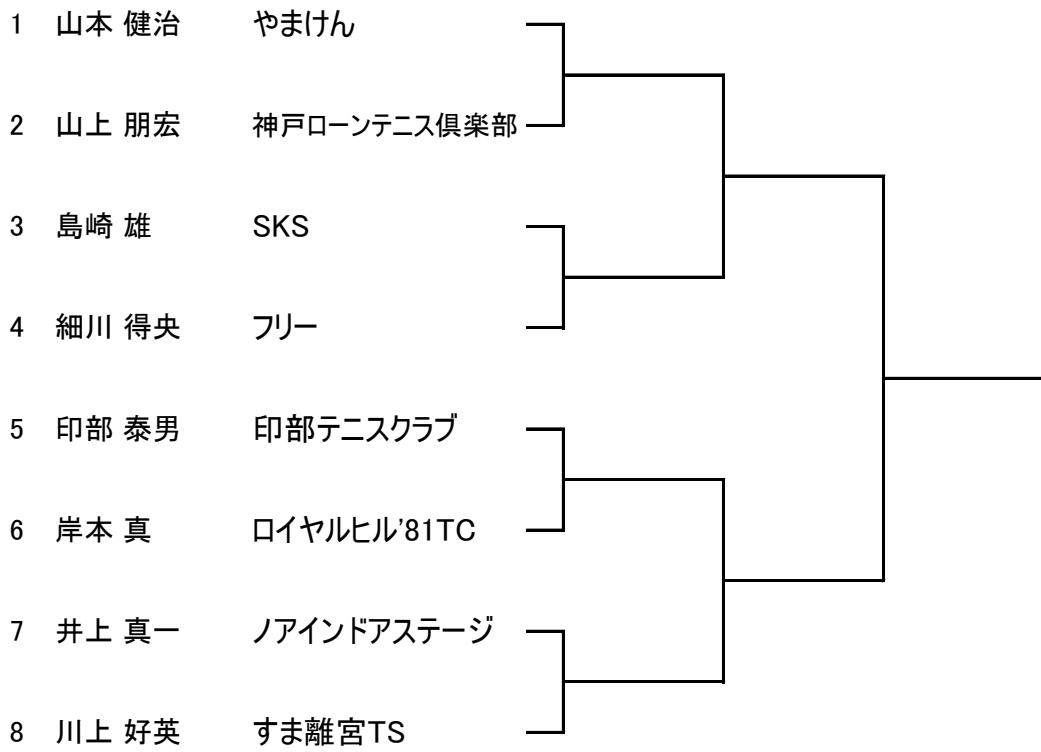 1 山本 健治 やまけん
2 山上 朋宏 神戸ローンテニス倶楽部
3 島崎 雄 SKS
4 細川 得央 フリー
5 印部 泰男 印部テニスクラブ
6 岸本 真 ロイヤルヒル'81TC
7 井上 真一 ノアインドアステージ
8 川上 好英 すま離宮TS